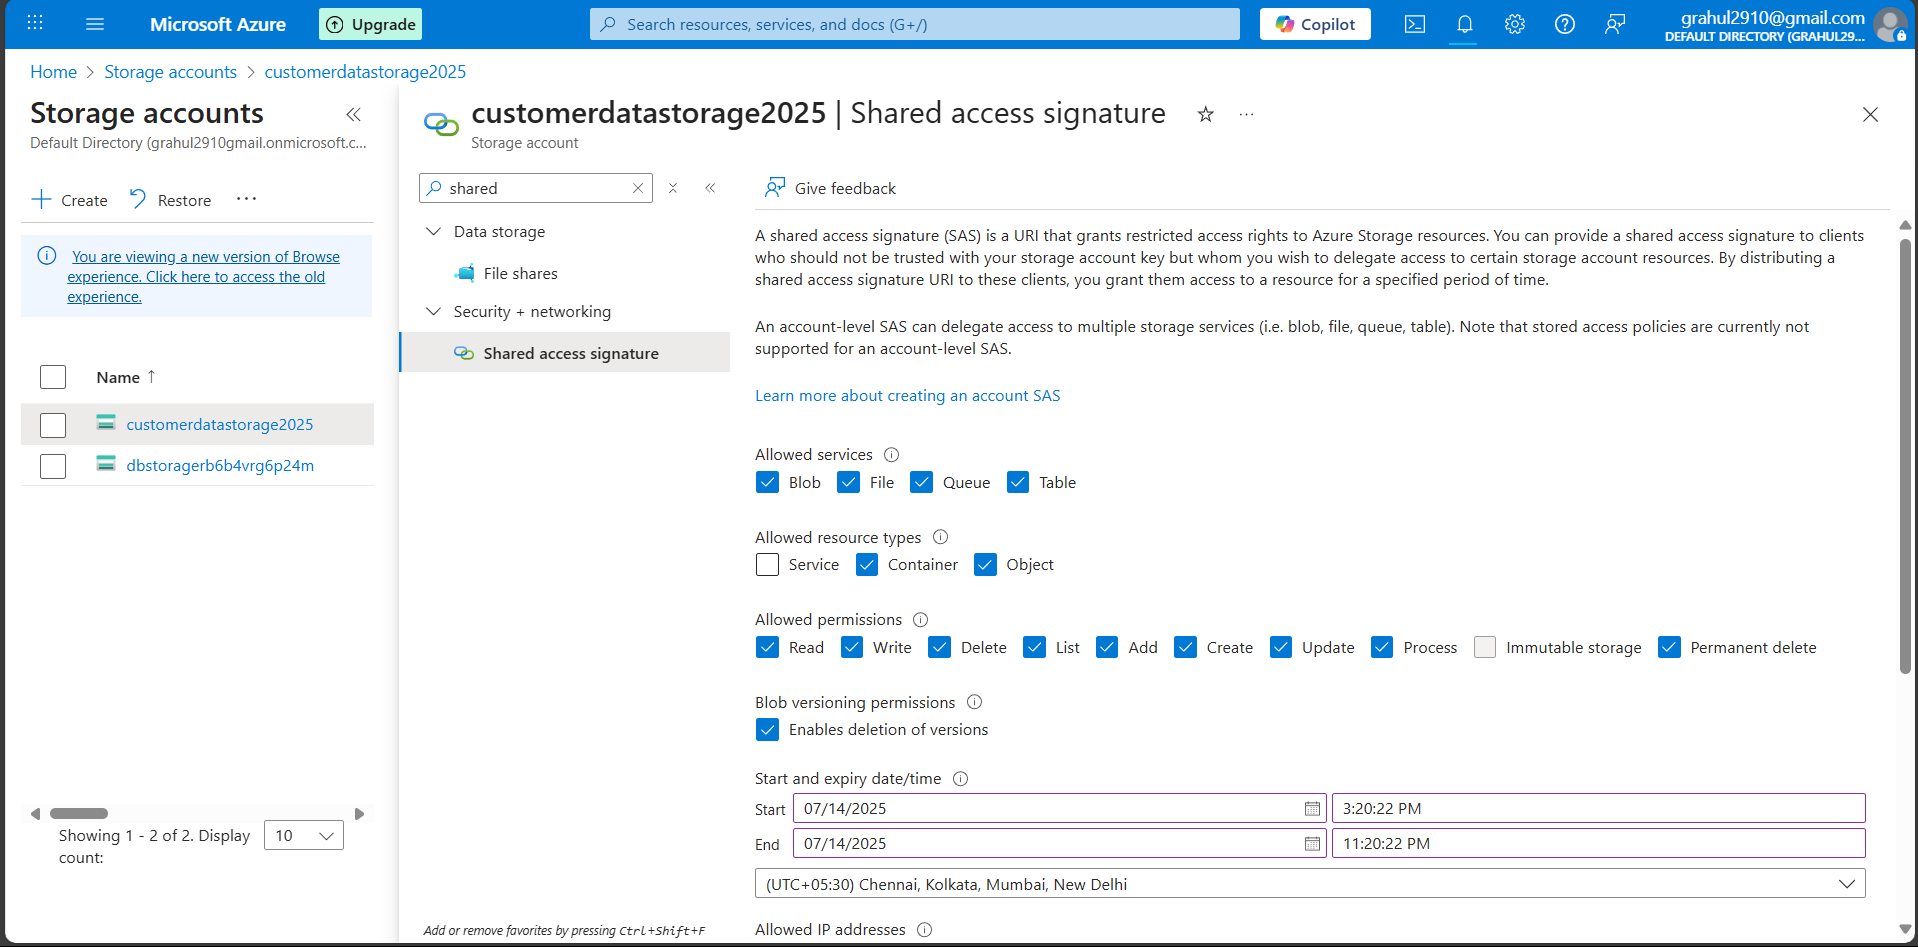 Microsoft Azure
Upgrade
Search resources, services, and docs (G+/)
Copilot
grahul2910@gmail.com
DEFAULT DIRECTORY (GRAHUL29...
Home > Storage accounts > customerdatastorage2025
Storage accounts
Default Directory (grahul2910gmail.onmicrosoft.c...
Create
Restore
...
You are viewing a new version of Browse
experience. Click here to access the old
experience.
Name ↑
customerdatastorage2025
dbstoragerb6b4vrg6p24m
Showing 1 - 2 of 2. Display
count:
10
customerdatastorage2025 | Shared access signature
...
Storage account
shared
Data storage
File shares
Security + networking
Shared access signature
Add or remove favorites by pressing Ctrl+Shift+F
Give feedback
A shared access signature (SAS) is a URI that grants restricted access rights to Azure Storage resources. You can provide a shared access signature to clients
who should not be trusted with your storage account key but whom you wish to delegate access to certain storage account resources. By distributing a
shared access signature URI to these clients, you grant them access to a resource for a specified period of time.
An account-level SAS can delegate access to multiple storage services (i.e. blob, file, queue, table). Note that stored access policies are currently not
supported for an account-level SAS.
Learn more about creating an account SAS
Allowed services
Blob File Queue Table
Allowed resource types
Service Container Object
Allowed permissions
Read Write Delete List Add Create Update Process Immutable storage Permanent delete
Blob versioning permissions
Enables deletion of versions
Start and expiry date/time
Start 07/14/2025 3:20:22 PM
End 07/14/2025 11:20:22 PM
(UTC+05:30) Chennai, Kolkata, Mumbai, New Delhi
Allowed IP addresses